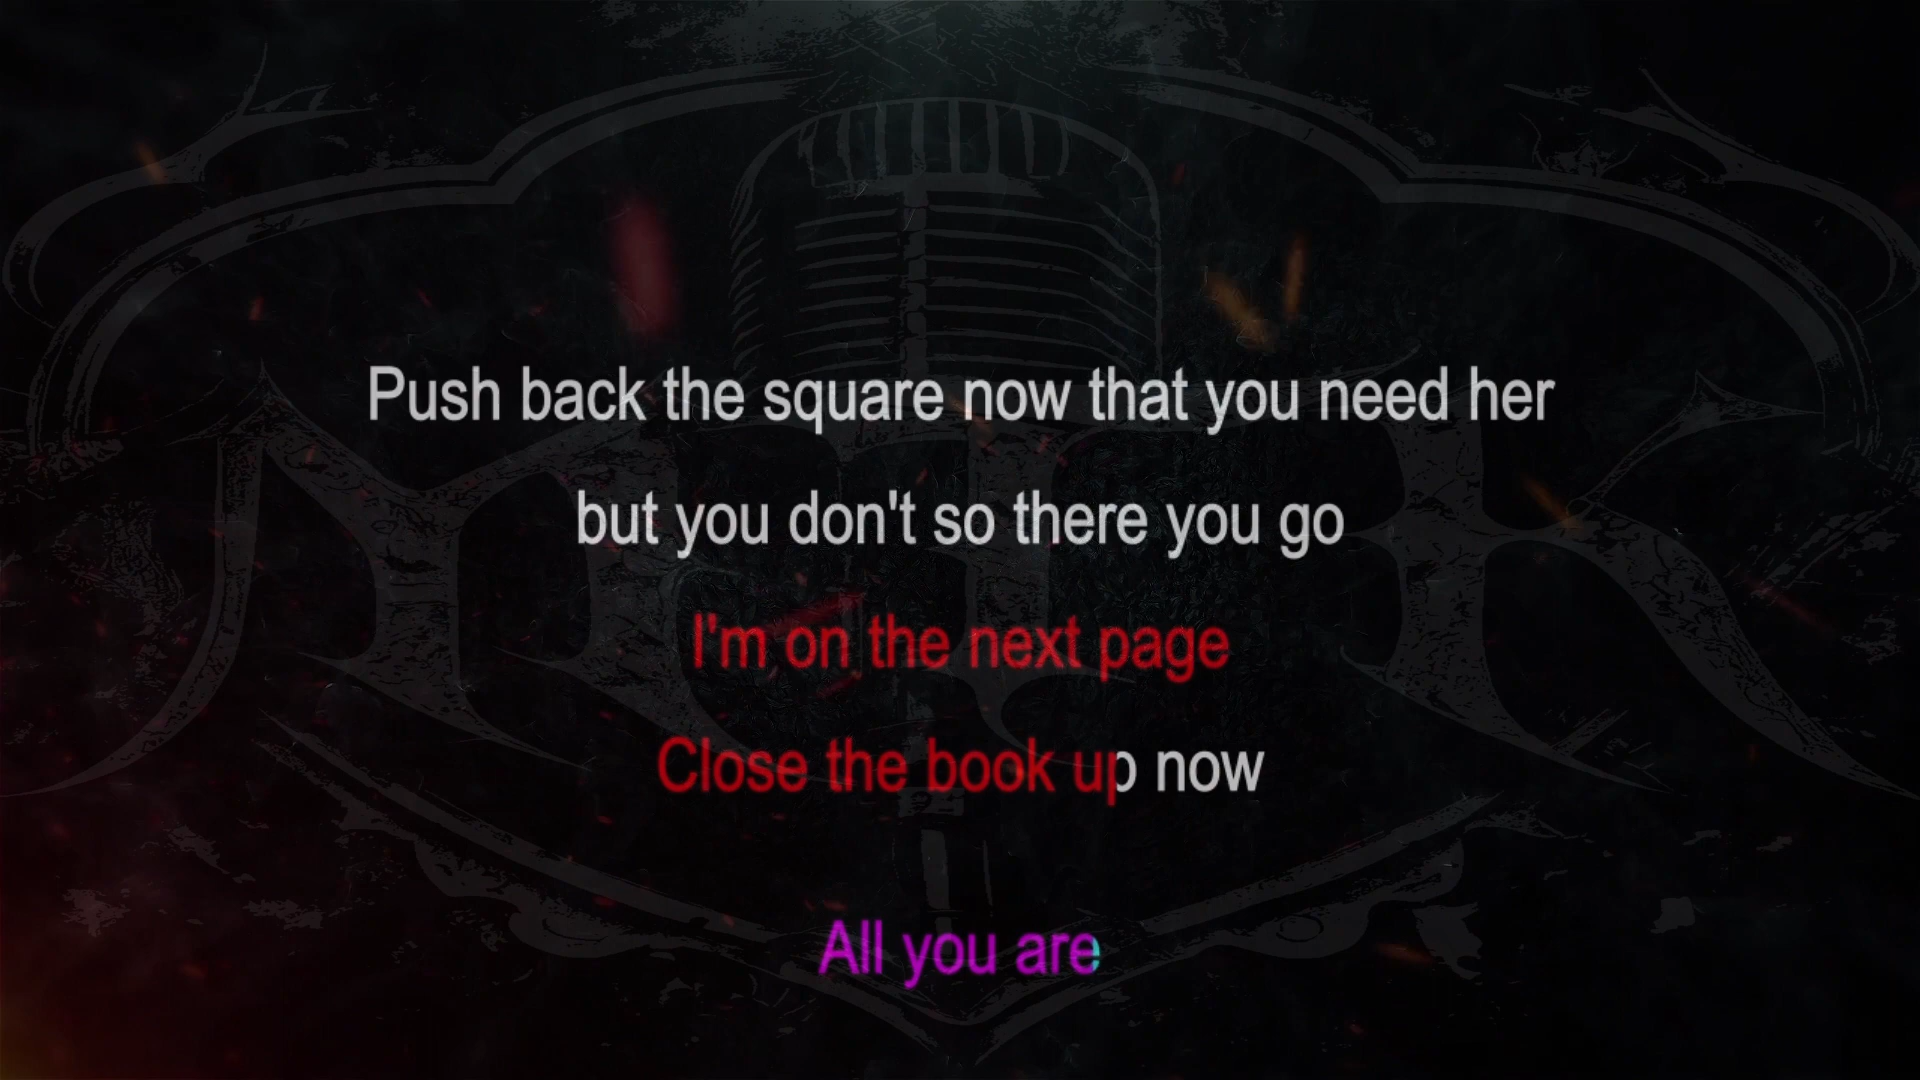 Push back the square now that you need her
but you don't so there you go
I'm on the next page
Close the book up now
All you are
MTK